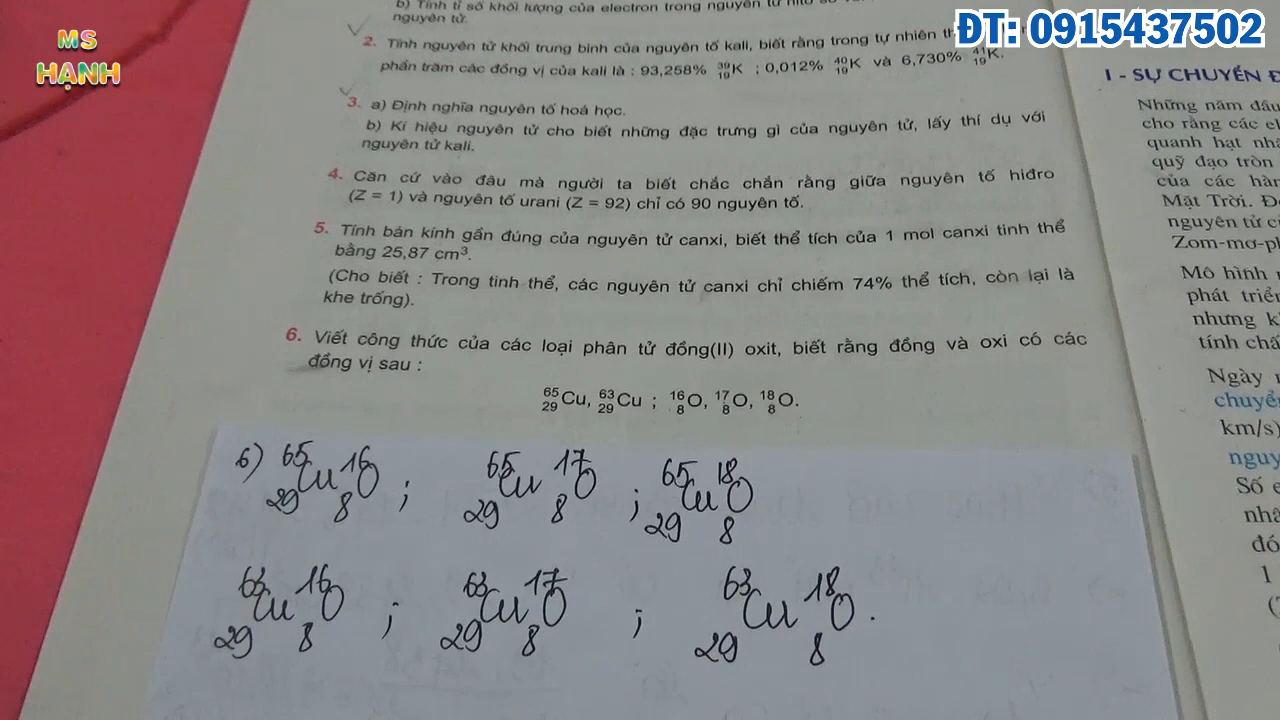 MS
HẠNH
ĐT: 0915437502
b) Tính tỉ số khối lượng của electron trong nguyên tử nitơ so
nguyên tử.
2. Tính nguyên tử khối trung bình của nguyên tố kali, biết rằng trong tự nhiên
phần trăm các đồng vị của kali là : 93,258% ³⁹₁₉K ; 0,012% ⁴⁰₁₉K và 6,730% ⁴¹₁₉K.
3. a) Định nghĩa nguyên tố hoá học.
b) Kí hiệu nguyên tử cho biết những đặc trưng gì của nguyên tử, lấy thí dụ với
nguyên tử kali.
4. Căn cứ vào đâu mà người ta biết chắc chắn rằng giữa nguyên tố hiđro
(Z = 1) và nguyên tố urani (Z = 92) chỉ có 90 nguyên tố.
5. Tính bán kính gần đúng của nguyên tử canxi, biết thể tích của 1 mol canxi tinh thể
bằng 25,87 cm³.
(Cho biết : Trong tinh thể, các nguyên tử canxi chỉ chiếm 74% thể tích, còn lại là
khe trống).
6. Viết công thức của các loại phân tử đồng(II) oxit, biết rằng đồng và oxi có các
đồng vị sau :
⁶⁵₂₉Cu, ⁶³₂₉Cu ; ¹⁶₈O, ¹⁷₈O, ¹⁸₈O.
6) ⁶⁵₂₉Cu¹⁶₈O ; ⁶⁵₂₉Cu¹⁷₈O ; ⁶⁵₂₉Cu¹⁸₈O
⁶³₂₉Cu¹⁶₈O ; ⁶³₂₉Cu¹⁷₈O ; ⁶³₂₉Cu¹⁸₈O.
I - SỰ CHUYỂN
Những năm đầu
cho rằng các
quanh hạt
quỹ đạo tròn
của các
Mặt Trời.
nguyên tử
Zom-mơ-
Mô hình
phát triển
nhưng
tính
Ngày
chuyển
km/s)
Số
đó
1
(